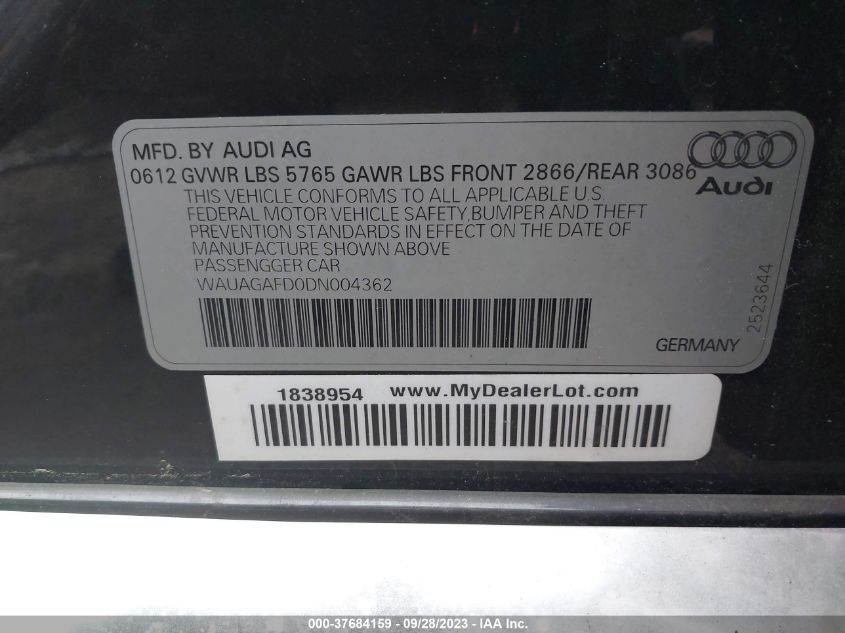 MFD. BY AUDI AG
0612 GVWR LBS 5765 GAWR LBS FRONT 2866/REAR 3086
THIS VEHICLE CONFORMS TO ALL APPLICABLE U.S.
FEDERAL MOTOR VEHICLE SAFETY,BUMPER AND THEFT
PREVENTION STANDARDS IN EFFECT ON THE DATE OF
MANUFACTURE SHOWN ABOVE
PASSENGGER CAR
WAUAGAFD0DN004362
Audi
2523644
GERMANY
1838954 www.MyDealerLot.com
000-37684159 - 09/28/2023 - IAA Inc.